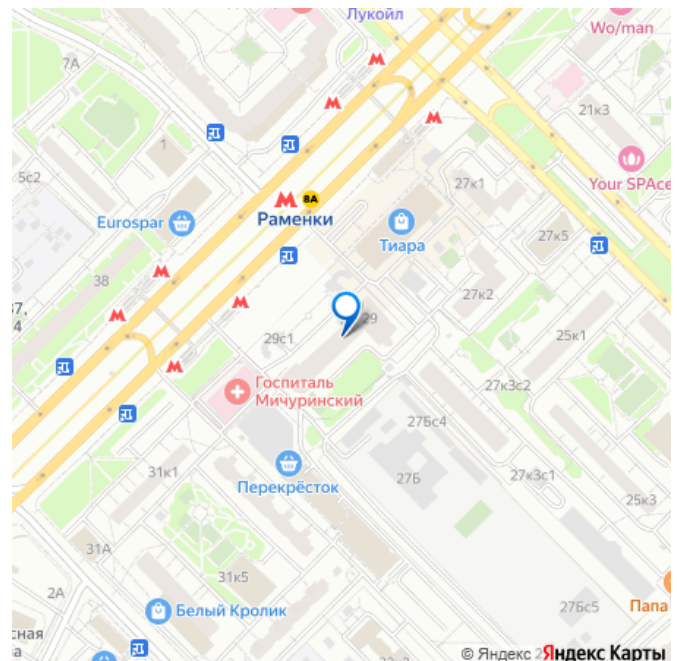 Лукойл
Wo/man
7А
21к3
5с2
1
Your SPAce
27к1
8А
Раменки
Eurospar
Тиара
27к5
38
27к2
29
29с1
25к1
Госпиталь
Мичуринский
27к3с2
27Бс4
27Б
27к3с1
Перекрёсток
31к1
25к3
31А
31к5
2А
Белый Кролик
27Бс5
Папа
© Яндекс
Яндекс Карты